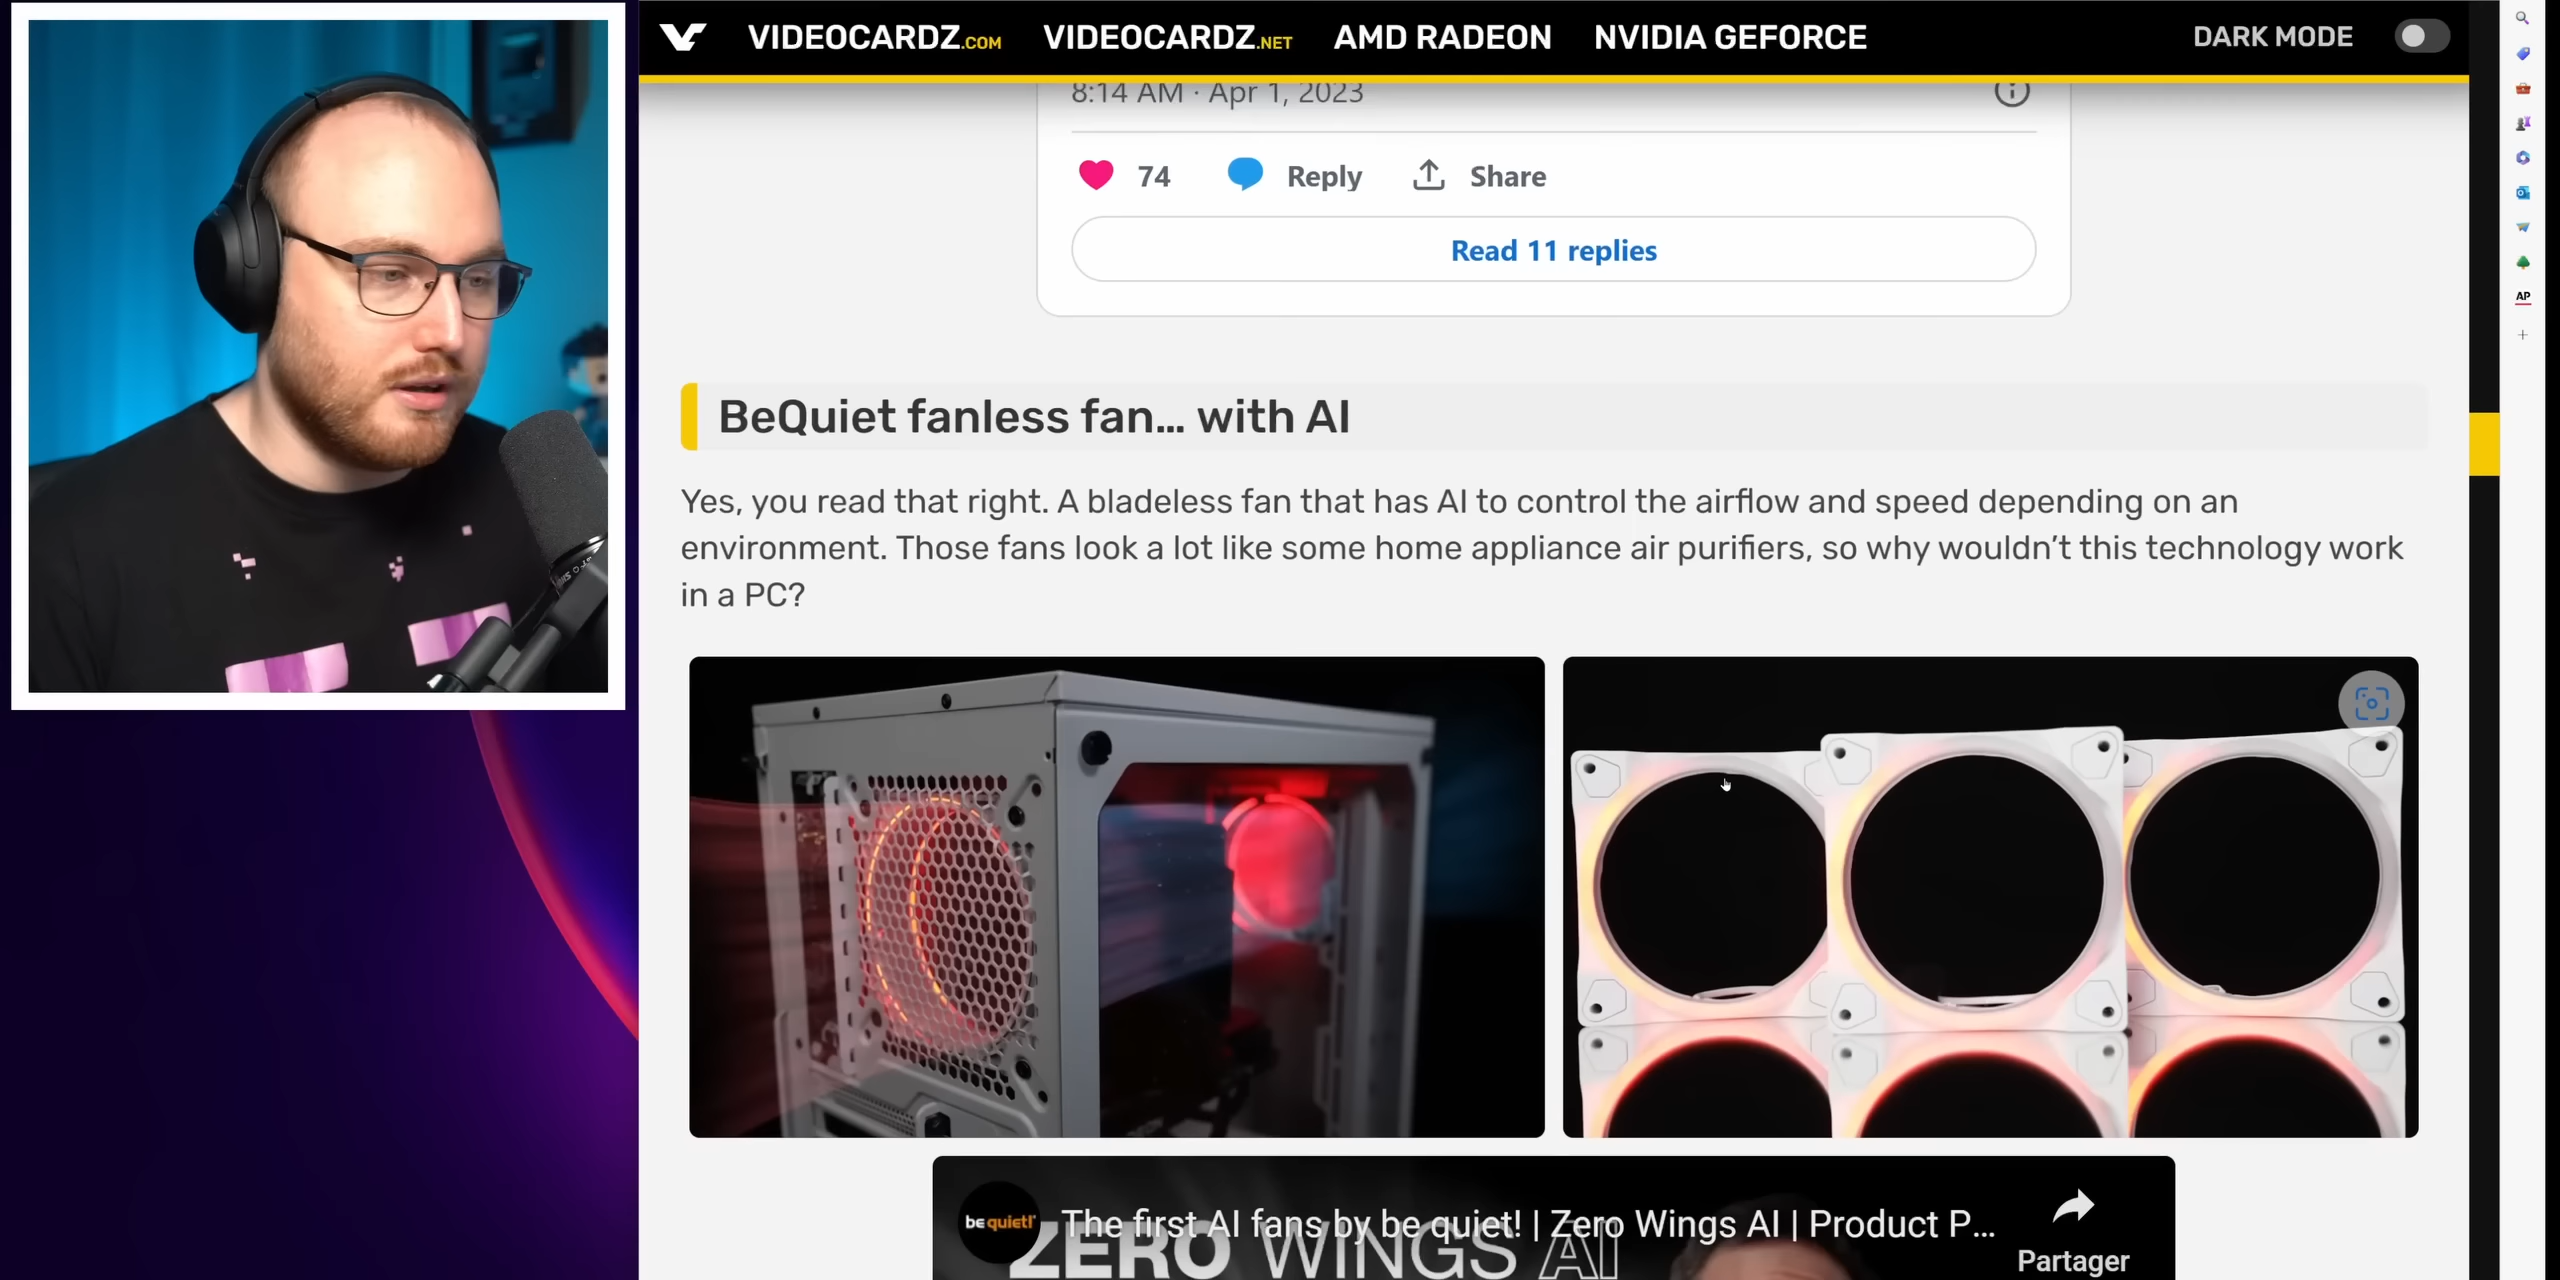 VIDEOCARDZ.COM VIDEOCARDZ.NET AMD RADEON NVIDIA GEFORCE DARK MODE
8:14 AM · Apr 1, 2023
74 Reply Share
Read 11 replies
AP
BeQuiet fanless fan... with AI
Yes, you read that right. A bladeless fan that has AI to control the airflow and speed depending on an
environment. Those fans look a lot like some home appliance air purifiers, so why wouldn't this technology work
in a PC?
be quiet!
The first AI fans by be quiet! | Zero Wings AI | Product P...
ZERO WINGS AI
Partager